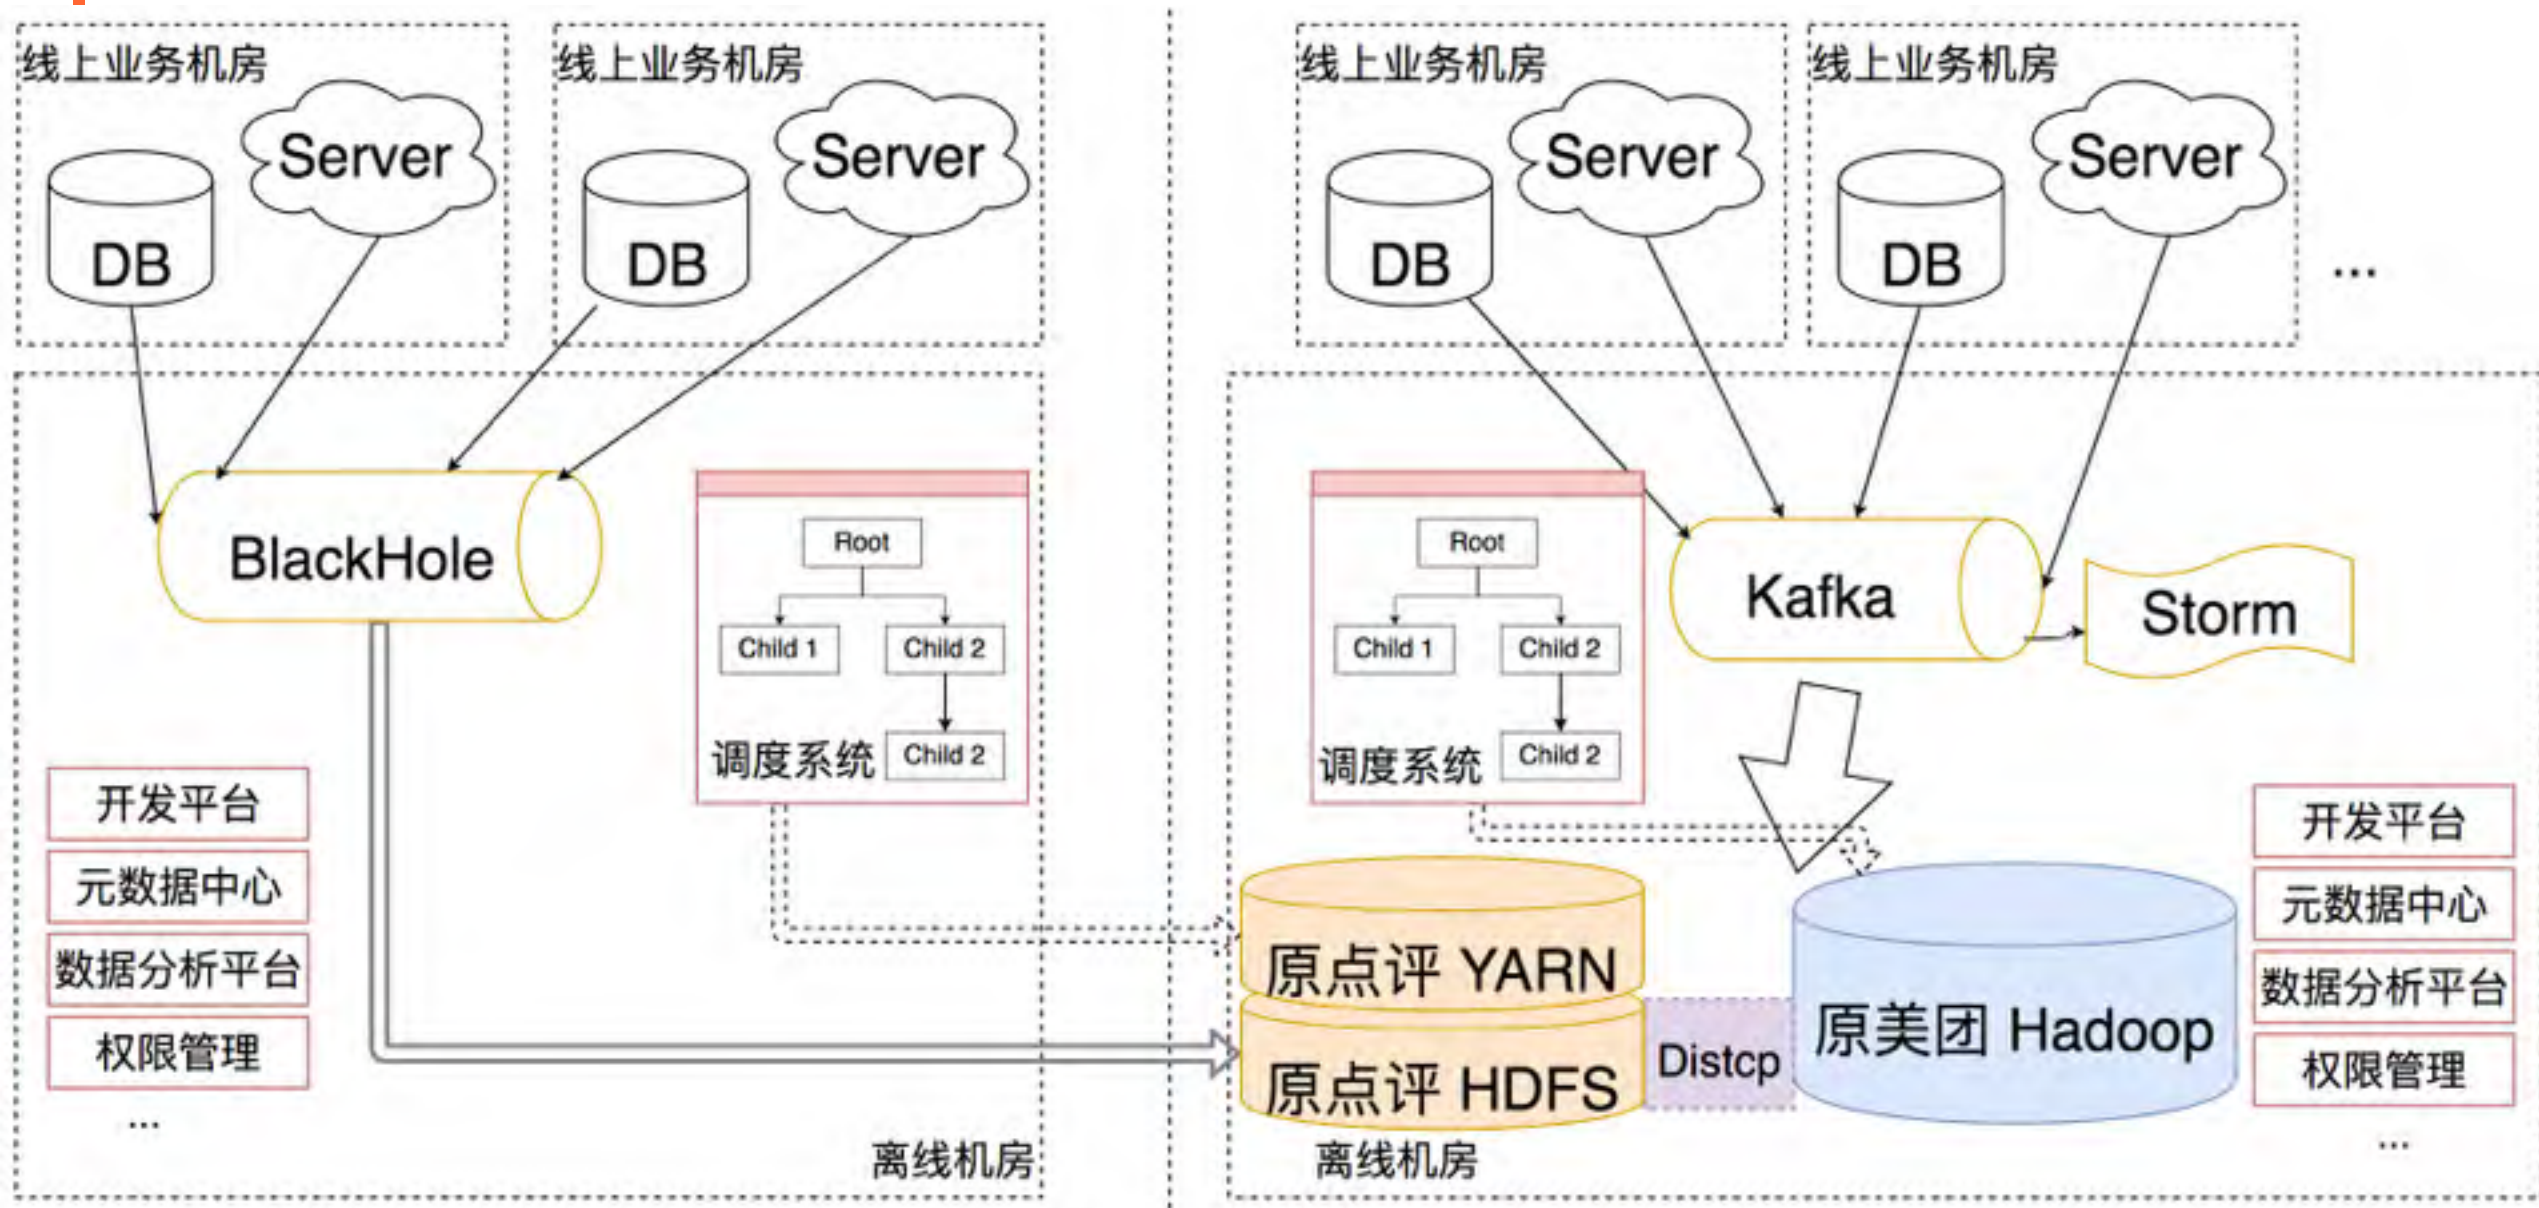 线上业务机房
Server
DB
线上业务机房
Server
DB
BlackHole
Root
Child 1
Child 2
Child 2
调度系统
开发平台
元数据中心
数据分析平台
权限管理
...
离线机房
线上业务机房
Server
DB
线上业务机房
Server
DB
...
Root
Child 1
Child 2
Child 2
调度系统
Kafka
Storm
原点评 YARN
原点评 HDFS
Distcp
原美团 Hadoop
开发平台
元数据中心
数据分析平台
权限管理
...
离线机房